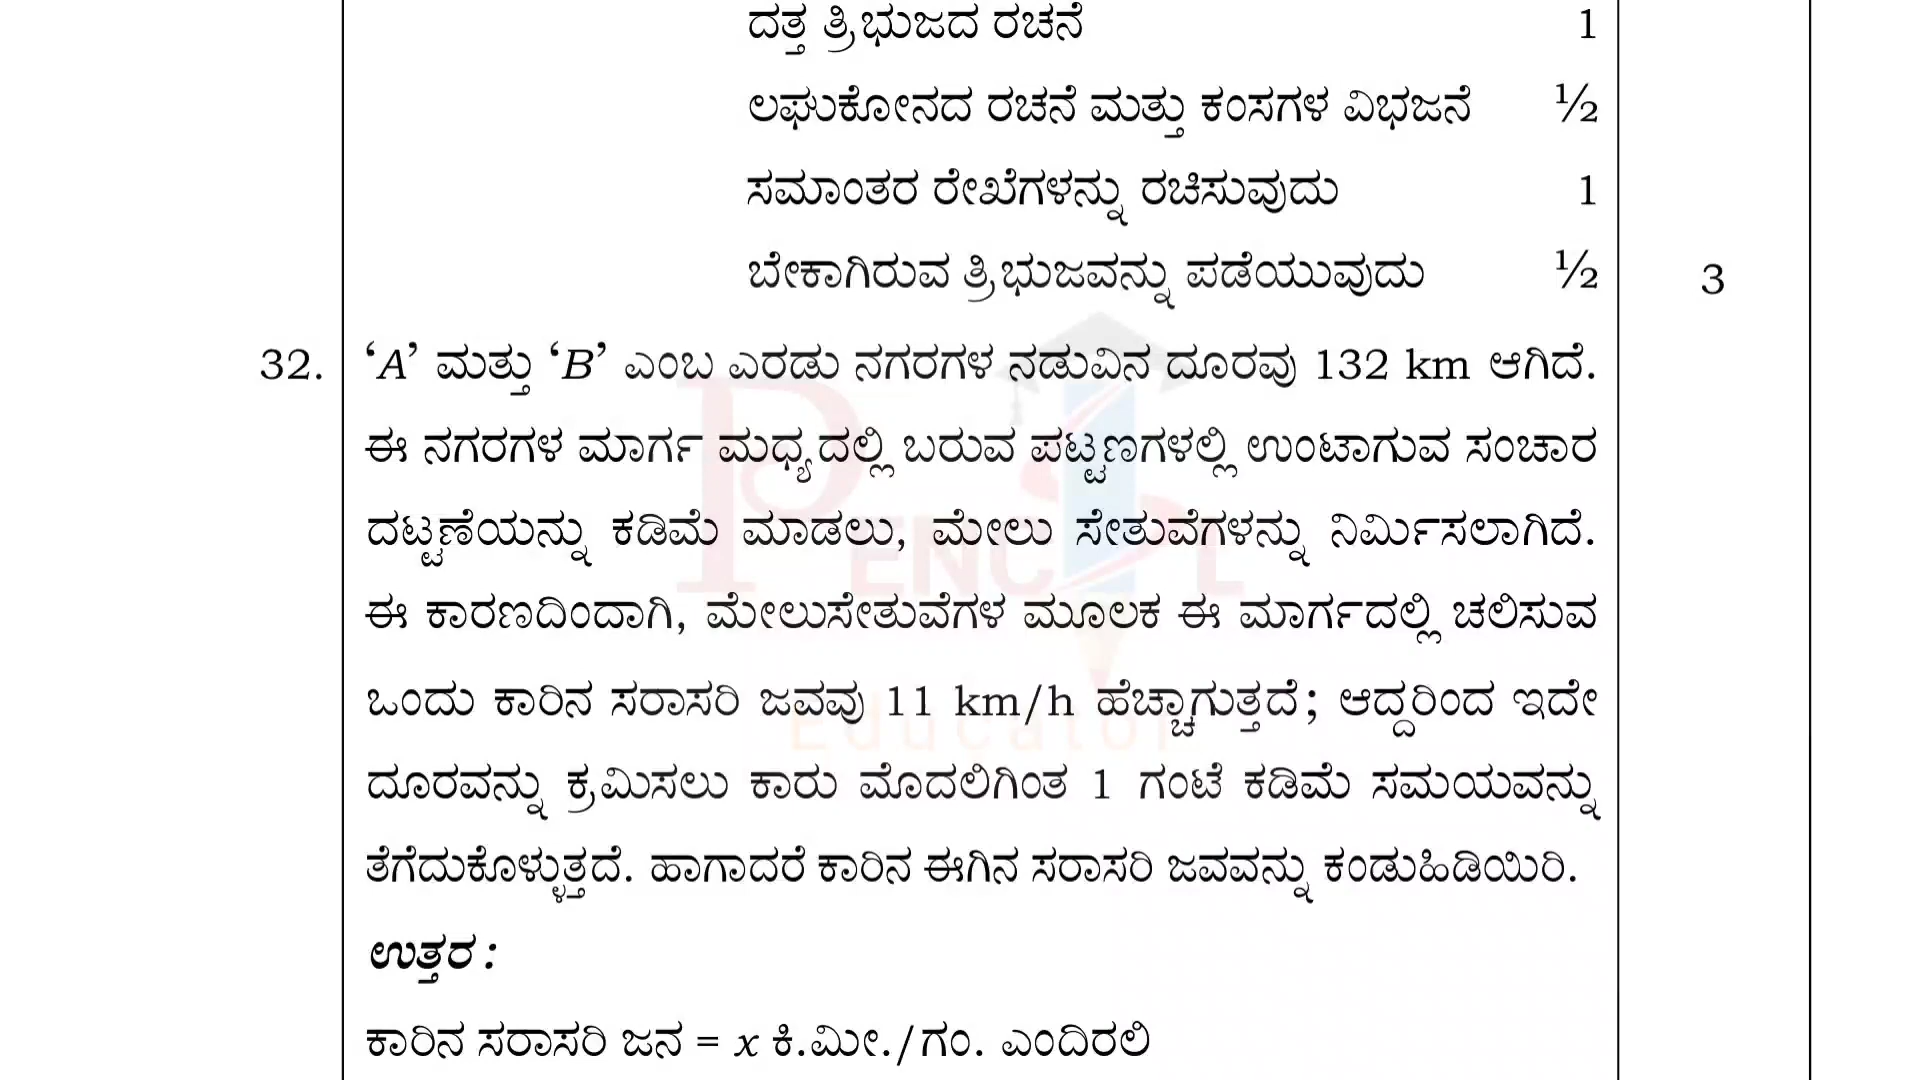 ದತ್ತ ತ್ರಿಭುಜದ ರಚನೆ 1
ಲಘುಕೋನದ ರಚನೆ ಮತ್ತು ಕಂಸಗಳ ವಿಭಜನೆ ½
ಸಮಾಂತರ ರೇಖೆಗಳನ್ನು ರಚಿಸುವುದು 1
ಬೇಕಾಗಿರುವ ತ್ರಿಭುಜವನ್ನು ಪಡೆಯುವುದು ½ 3
32. ‘A’ ಮತ್ತು ‘B’ ಎಂಬ ಎರಡು ನಗರಗಳ ನಡುವಿನ ದೂರವು 132 km ಆಗಿದೆ.
ಈ ನಗರಗಳ ಮಾರ್ಗ ಮಧ್ಯದಲ್ಲಿ ಬರುವ ಪಟ್ಟಣಗಳಲ್ಲಿ ಉಂಟಾಗುವ ಸಂಚಾರ
ದಟ್ಟಣೆಯನ್ನು ಕಡಿಮೆ ಮಾಡಲು, ಮೇಲು ಸೇತುವೆಗಳನ್ನು ನಿರ್ಮಿಸಲಾಗಿದೆ.
ಈ ಕಾರಣದಿಂದಾಗಿ, ಮೇಲುಸೇತುವೆಗಳ ಮೂಲಕ ಈ ಮಾರ್ಗದಲ್ಲಿ ಚಲಿಸುವ
ಒಂದು ಕಾರಿನ ಸರಾಸರಿ ಜವವು 11 km/h ಹೆಚ್ಚಾಗುತ್ತದೆ; ಆದ್ದರಿಂದ ಇದೇ
ದೂರವನ್ನು ಕ್ರಮಿಸಲು ಕಾರು ಮೊದಲಿಗಿಂತ 1 ಗಂಟೆ ಕಡಿಮೆ ಸಮಯವನ್ನು
ತೆಗೆದುಕೊಳ್ಳುತ್ತದೆ. ಹಾಗಾದರೆ ಕಾರಿನ ಈಗಿನ ಸರಾಸರಿ ಜವವನ್ನು ಕಂಡುಹಿಡಿಯಿರಿ.
ಉತ್ತರ :
ಕಾರಿನ ಸರಾಸರಿ ಜನ = x ಕಿ.ಮೀ./ಗಂ. ಎಂದಿರಲಿ
PENCIL
Educator